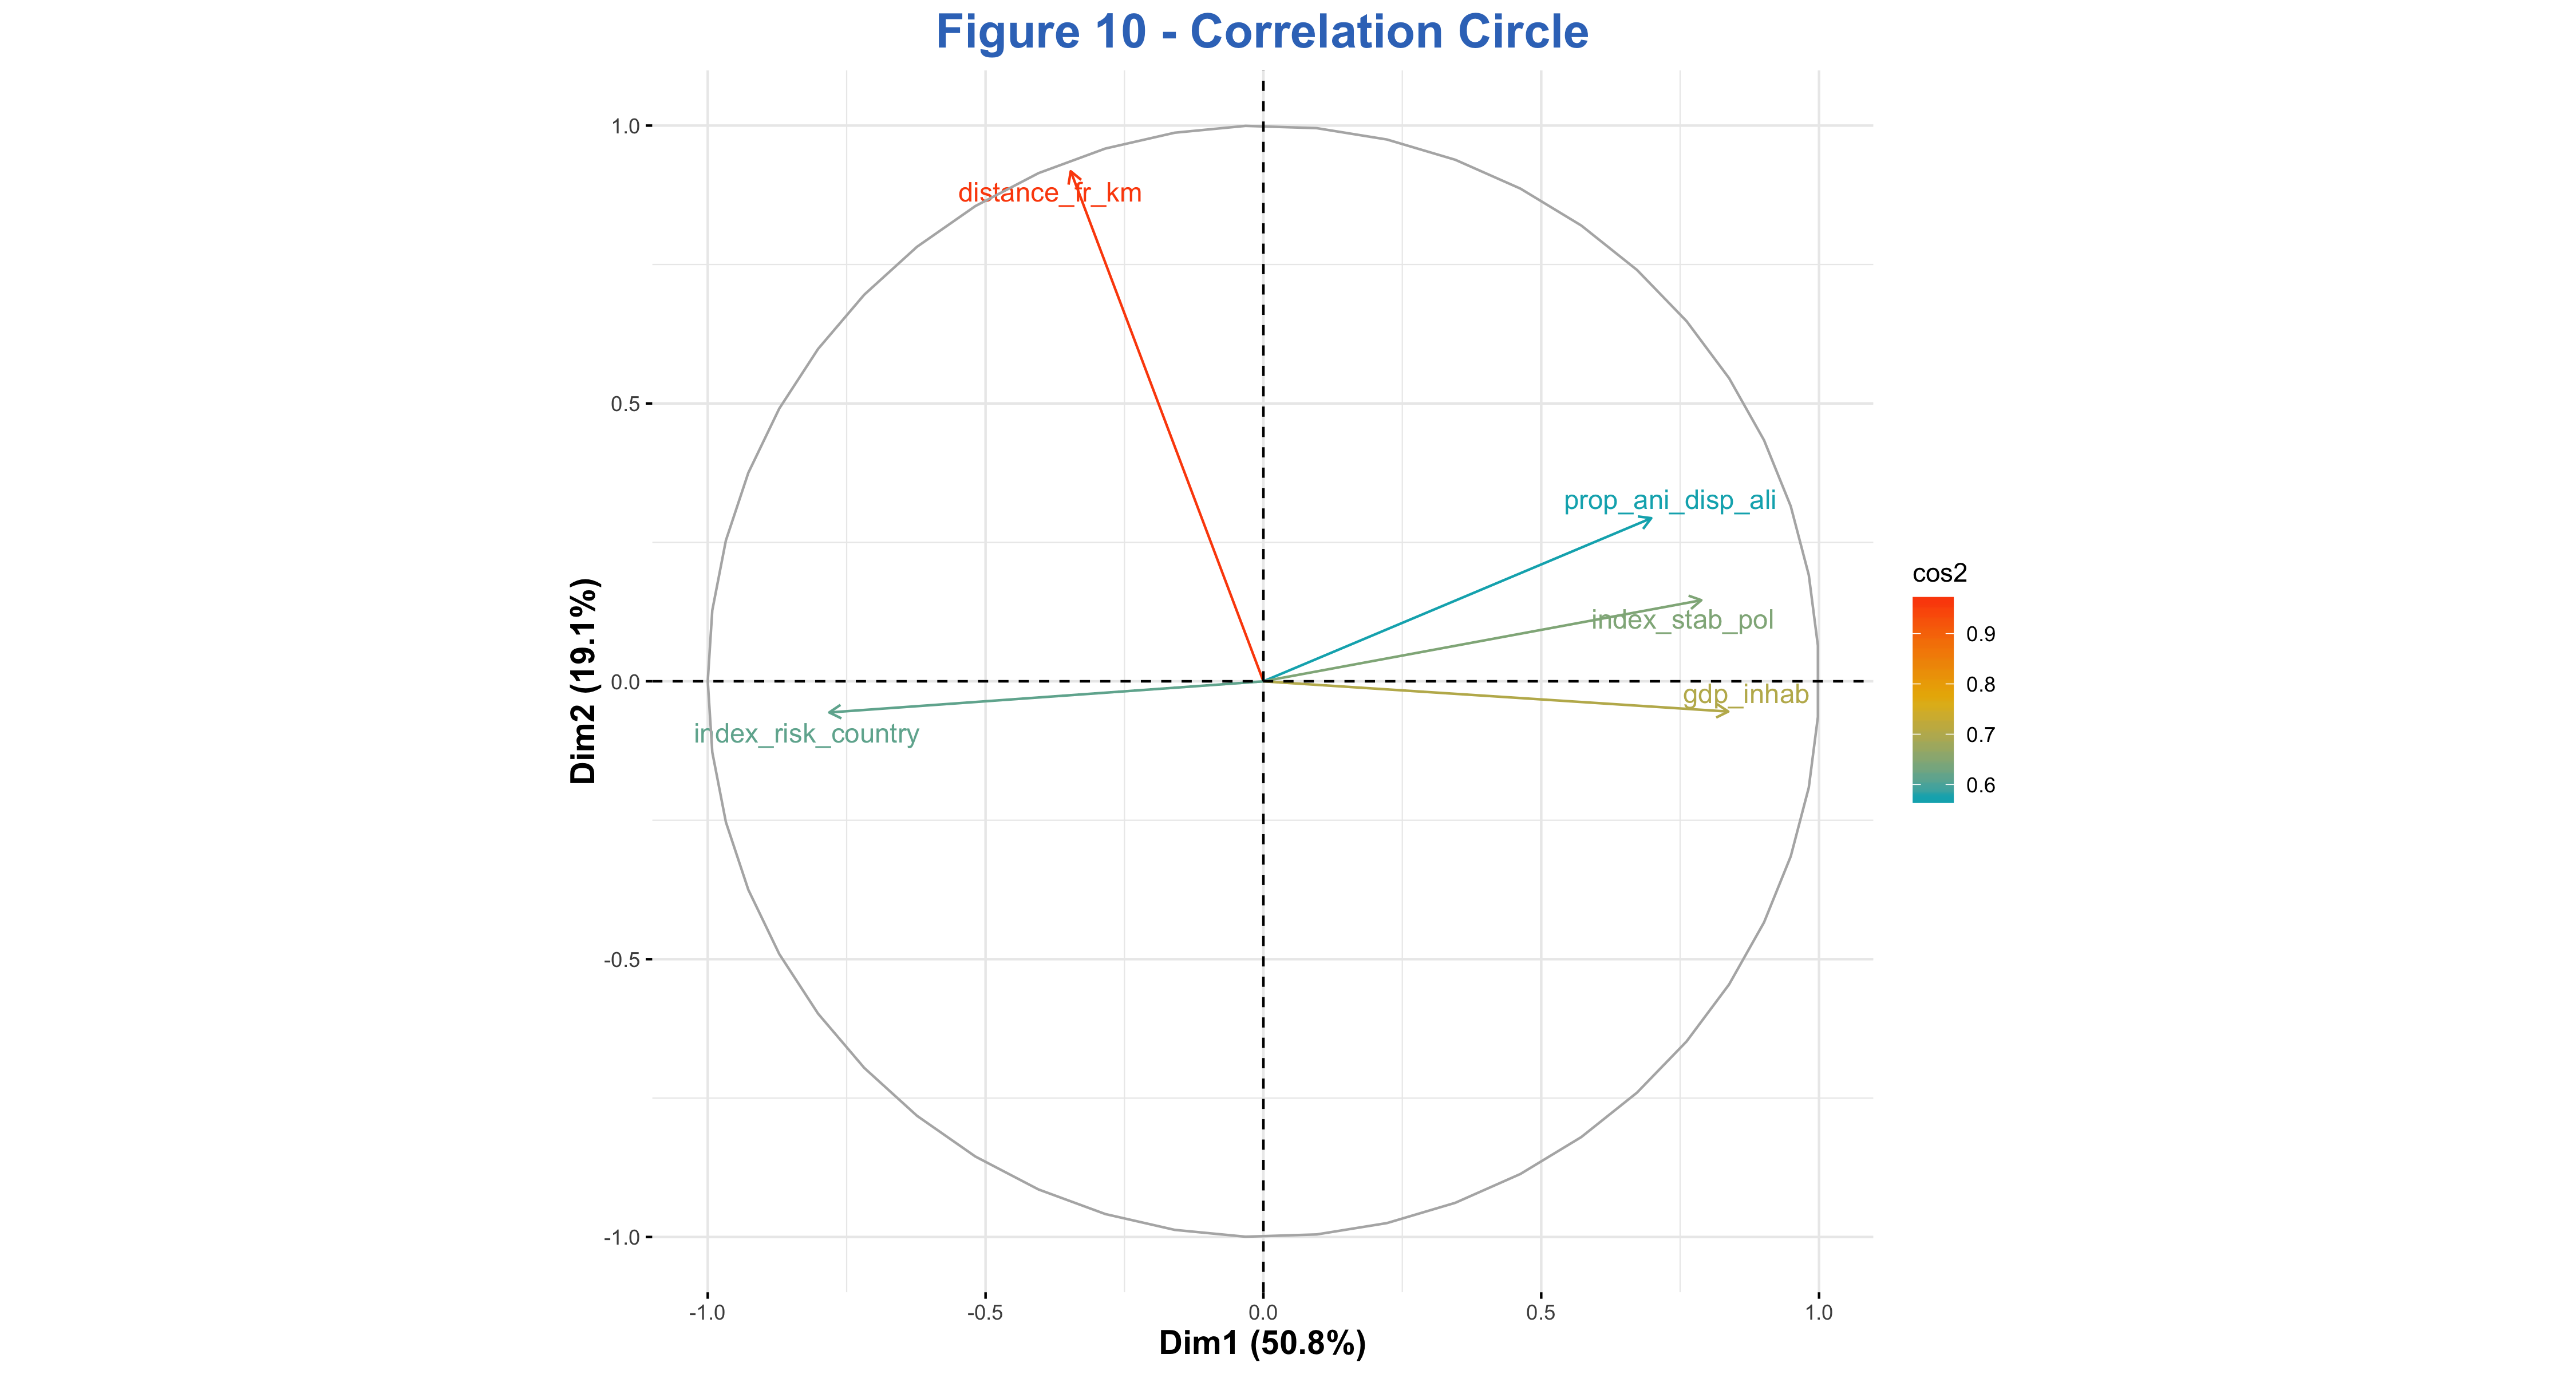 Figure 10 - Correlation Circle
1.0
distance_fr_km
0.5
prop_ani_disp_ali
index_stab_pol
0.0
gdp_inhab
index_risk_country
-0.5
-1.0
Dim2 (19.1%)
-1.0 -0.5 0.0 0.5 1.0
Dim1 (50.8%)
cos2
0.9
0.8
0.7
0.6